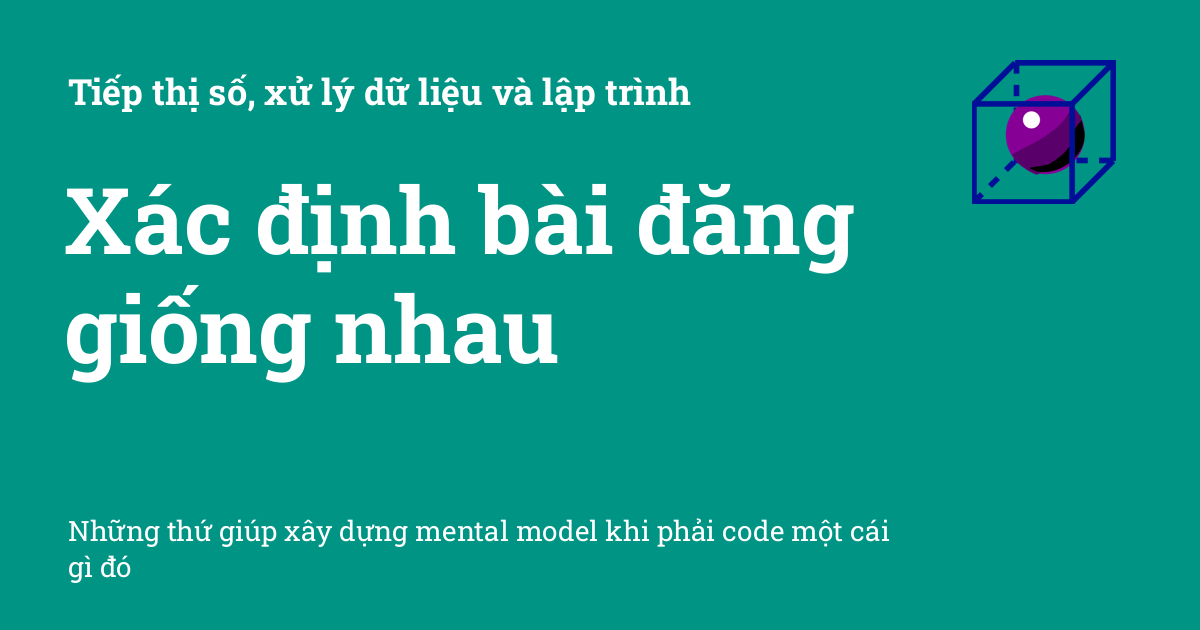 Tiếp thị số, xử lý dữ liệu và lập trình
Xác định bài đăng
giống nhau
Những thứ giúp xây dựng mental model khi phải code một cái
gì đó